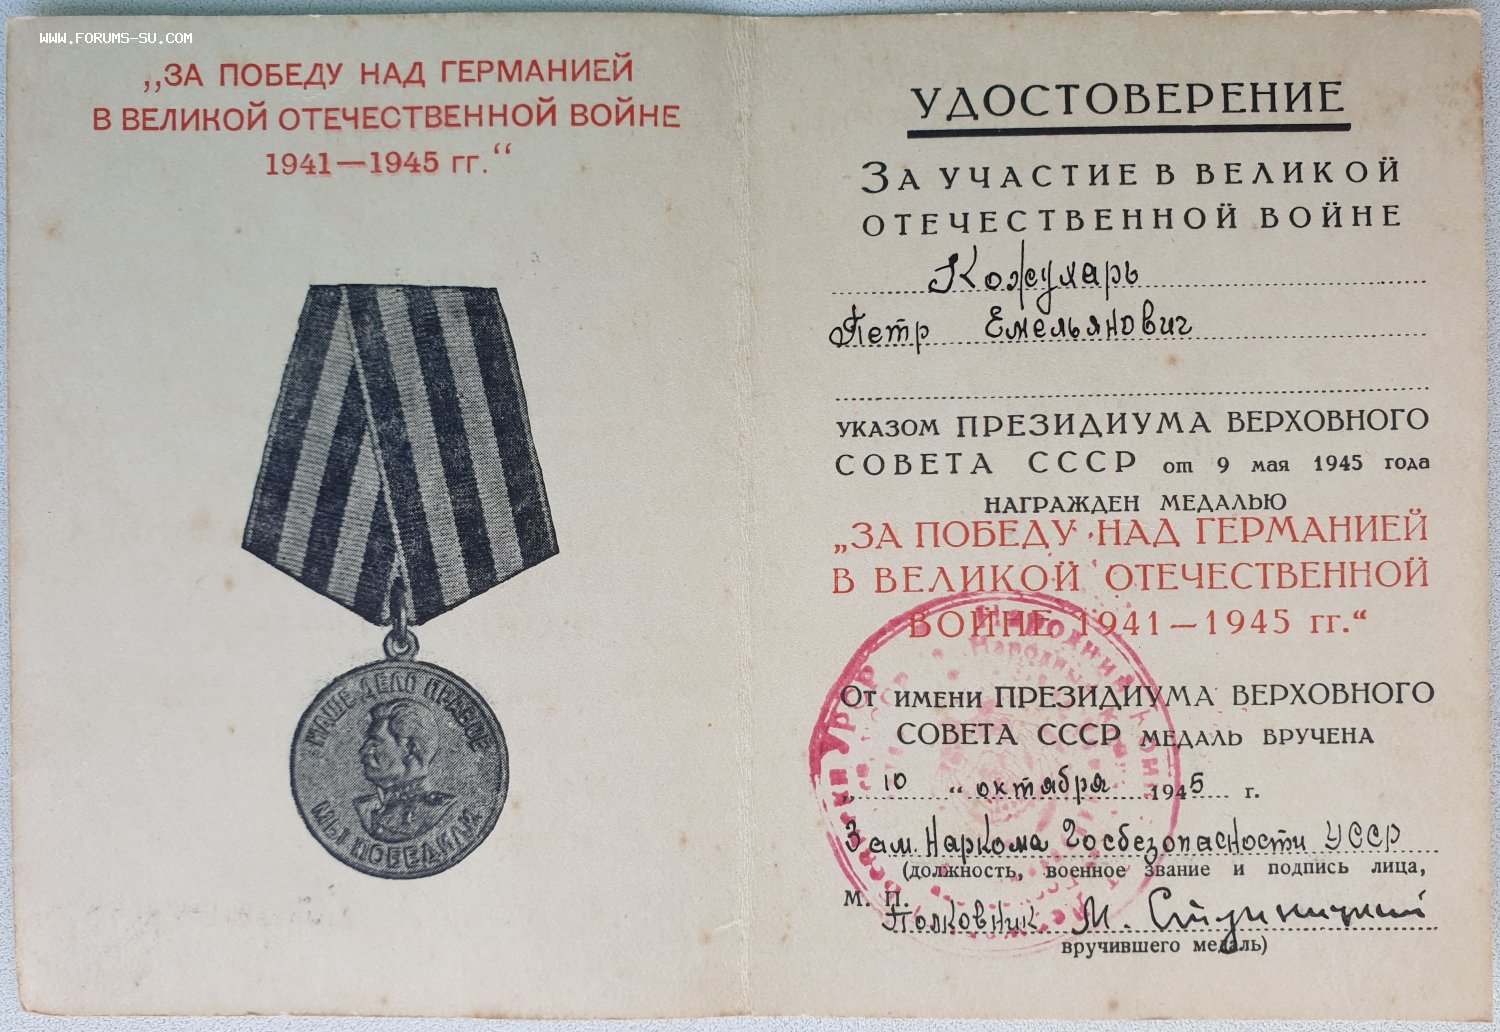 WWW.FORUMS-SU.COM
„ЗА ПОБЕДУ НАД ГЕРМАНИЕЙ
В ВЕЛИКОЙ ОТЕЧЕСТВЕННОЙ ВОЙНЕ
1941—1945 гг.“
НАШЕ ДЕЛО ПРАВОЕ
МЫ ПОБЕДИЛИ
УДОСТОВЕРЕНИЕ
ЗА УЧАСТИЕ В ВЕЛИКОЙ
ОТЕЧЕСТВЕННОЙ ВОЙНЕ
Кожухарь
Петр Емельянович
УКАЗОМ ПРЕЗИДИУМА ВЕРХОВНОГО
СОВЕТА СССР от 9 мая 1945 года
НАГРАЖДЕН МЕДАЛЬЮ
„ЗА ПОБЕДУ НАД ГЕРМАНИЕЙ
В ВЕЛИКОЙ ОТЕЧЕСТВЕННОЙ
ВОЙНЕ 1941—1945 гг.“
От имени ПРЕЗИДИУМА ВЕРХОВНОГО
СОВЕТА СССР МЕДАЛЬ ВРУЧЕНА
„10“ октября 1945 г.
Зам. Наркома Госбезопасности УССР
(должность, военное звание и подпись лица,
М. П.
Полковник М.
вручившего медаль)